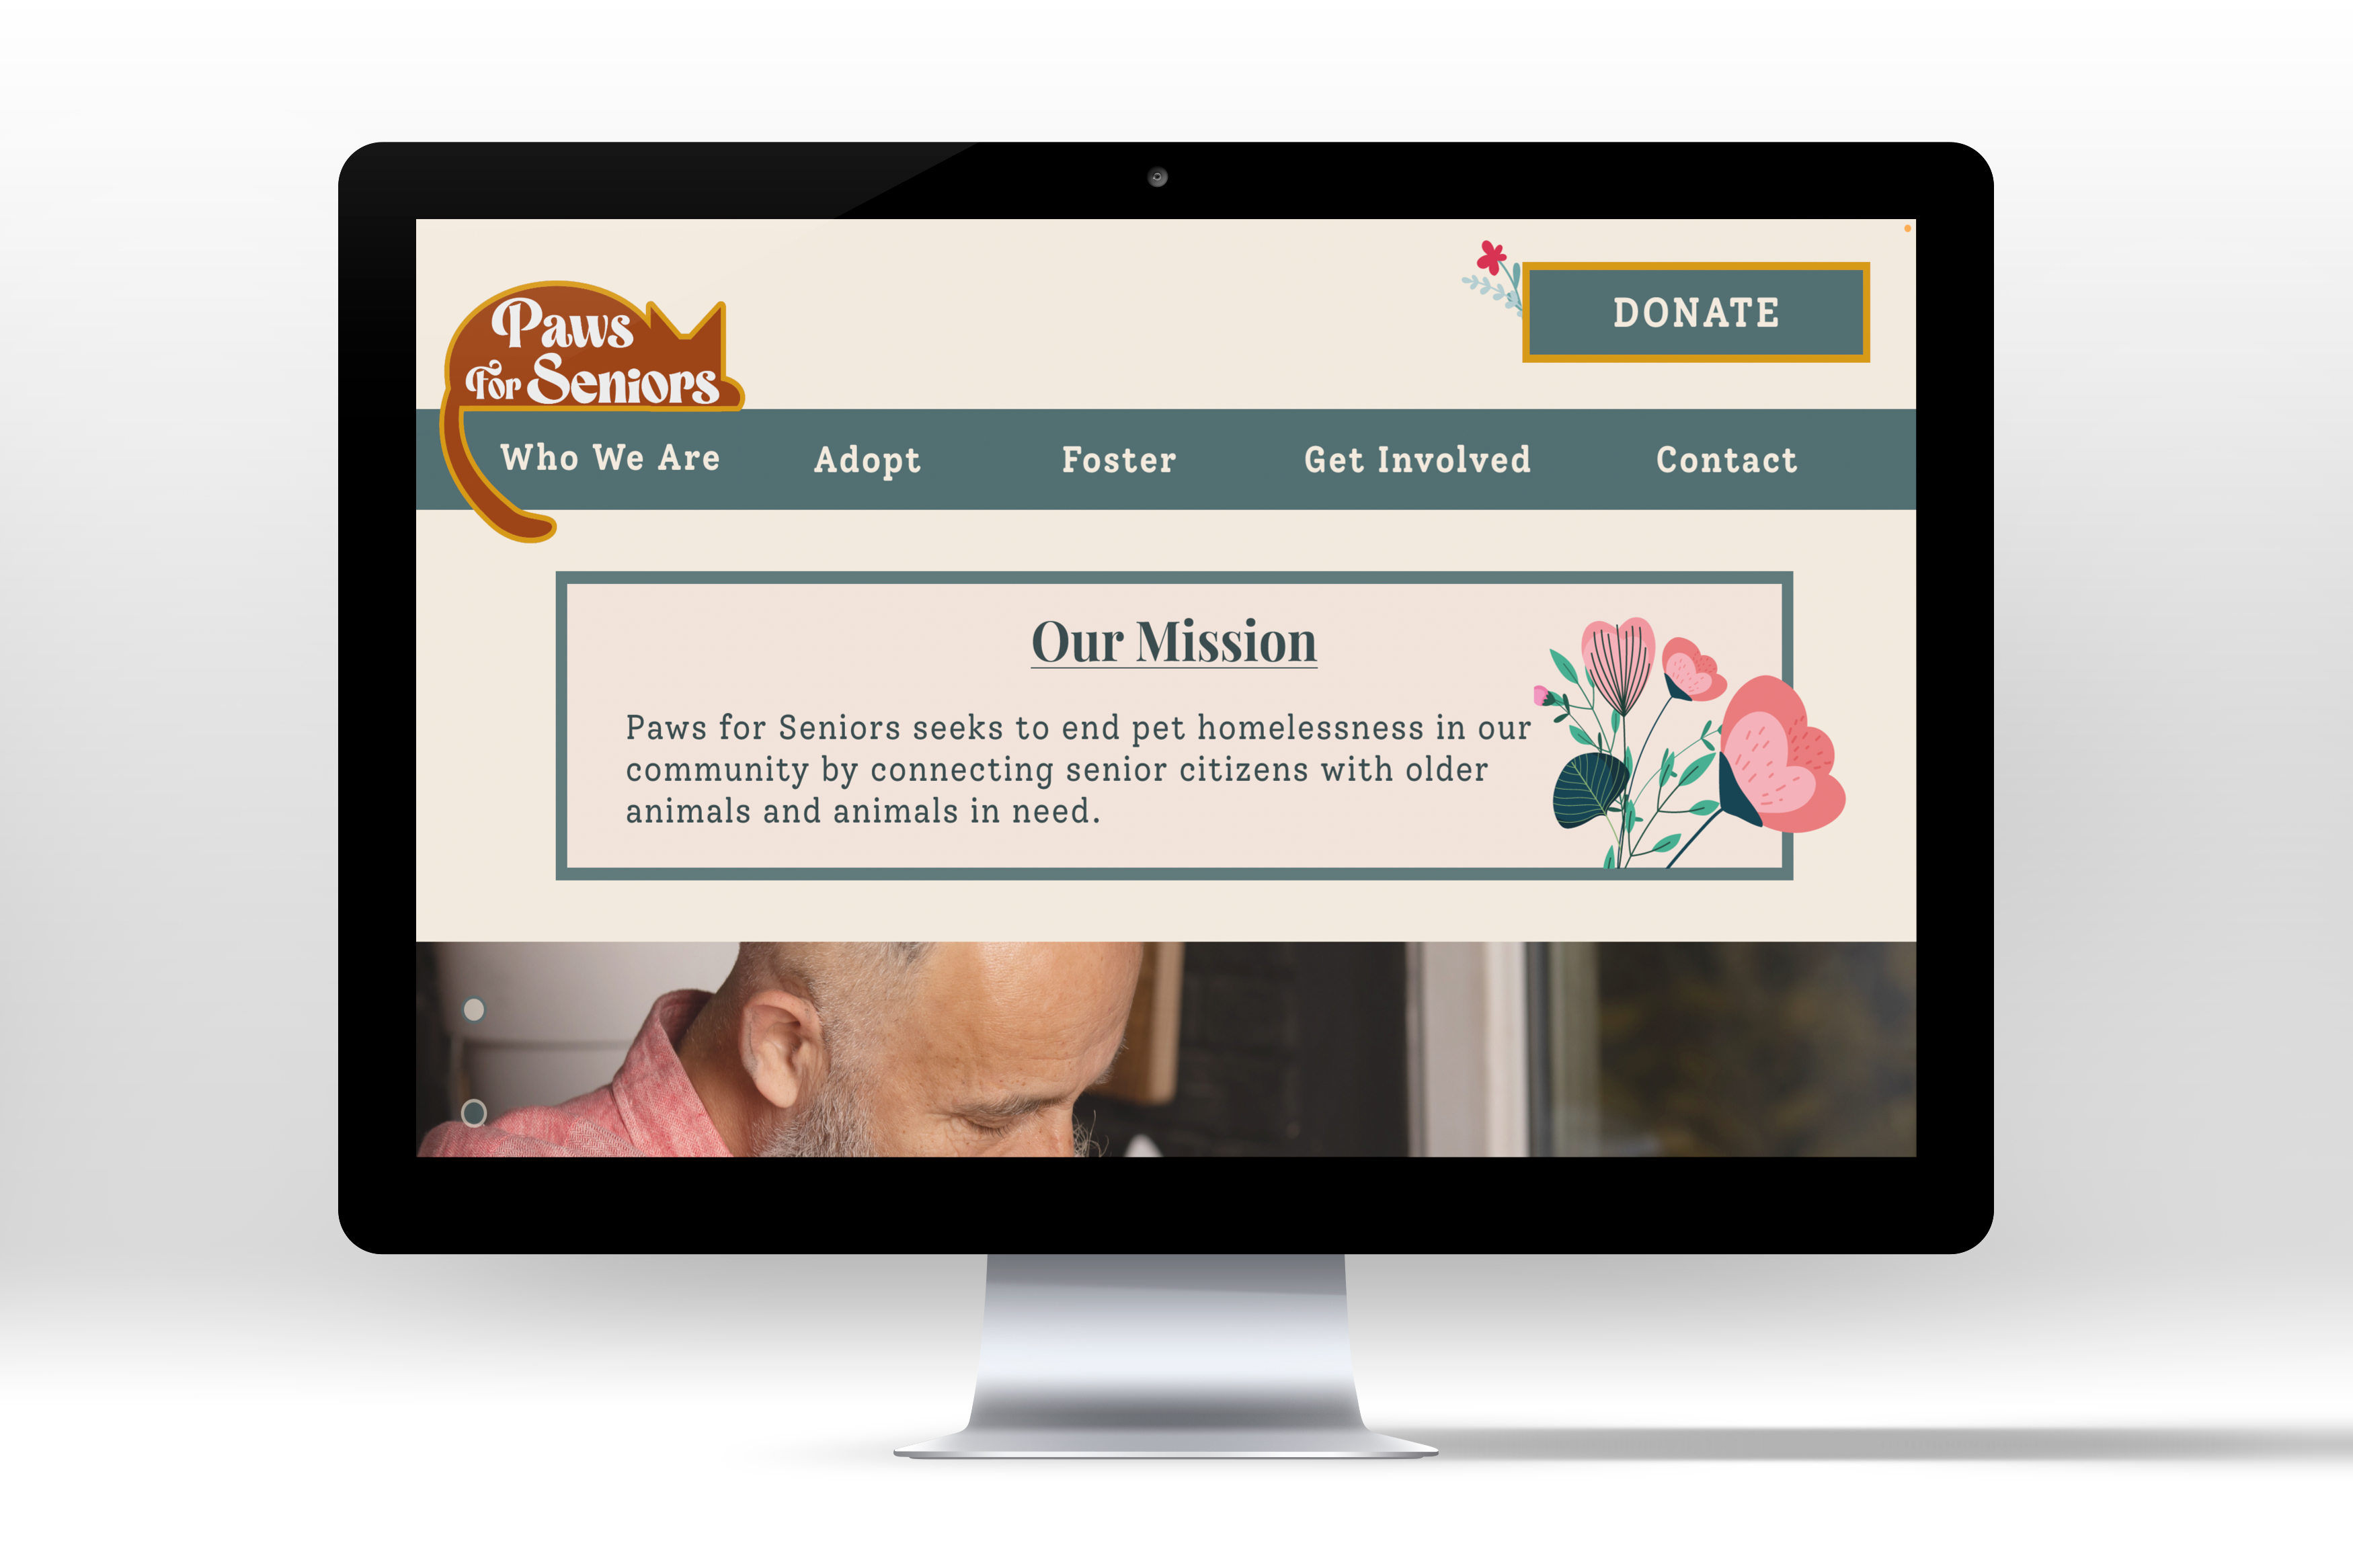 Paws
For Seniors
DONATE
Who We Are
Adopt
Foster
Get Involved
Contact
Our Mission
Paws for Seniors seeks to end pet homelessness in our
community by connecting senior citizens with older
animals and animals in need.